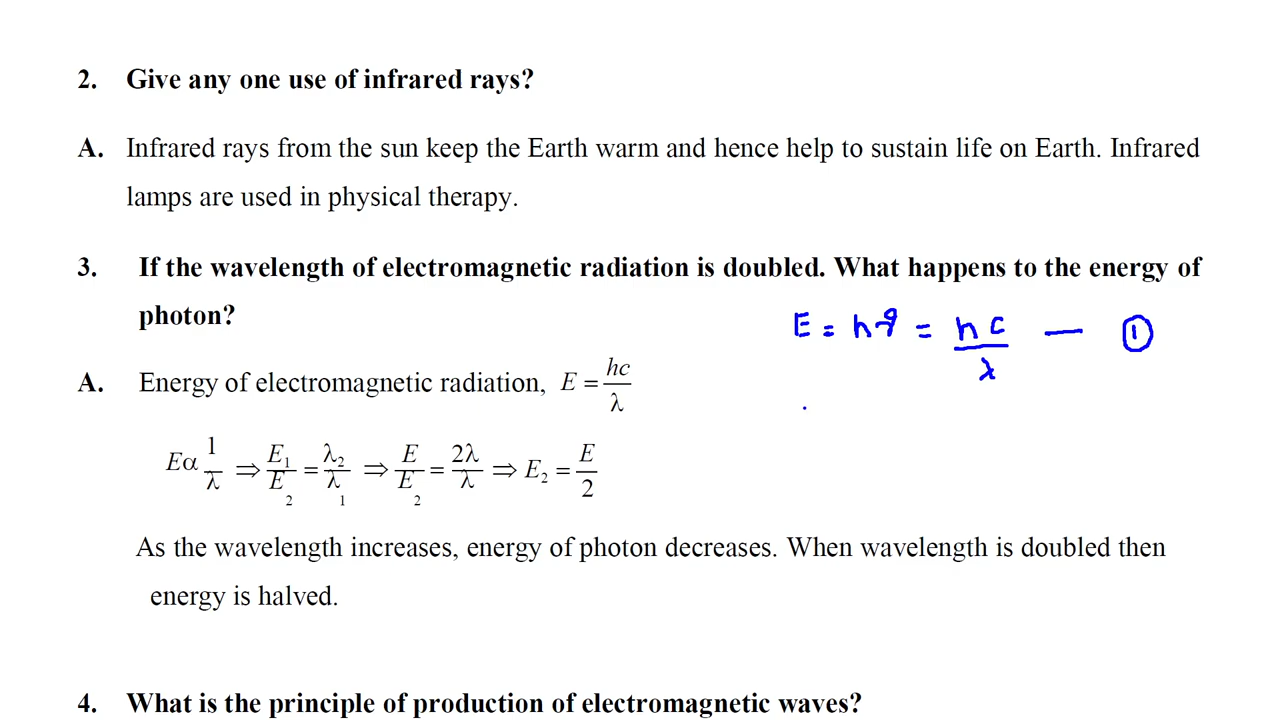 2. Give any one use of infrared rays?
A. Infrared rays from the sun keep the Earth warm and hence help to sustain life on Earth. Infrared
lamps are used in physical therapy.
3. If the wavelength of electromagnetic radiation is doubled. What happens to the energy of
photon?
E = hν = hc/λ — ①
A. Energy of electromagnetic radiation, E = hc/λ
Eα 1/λ ⇒ E₁/E₂ = λ₂/λ₁ ⇒ E/E₂ = 2λ/λ ⇒ E₂ = E/2
As the wavelength increases, energy of photon decreases. When wavelength is doubled then
energy is halved.
4. What is the principle of production of electromagnetic waves?